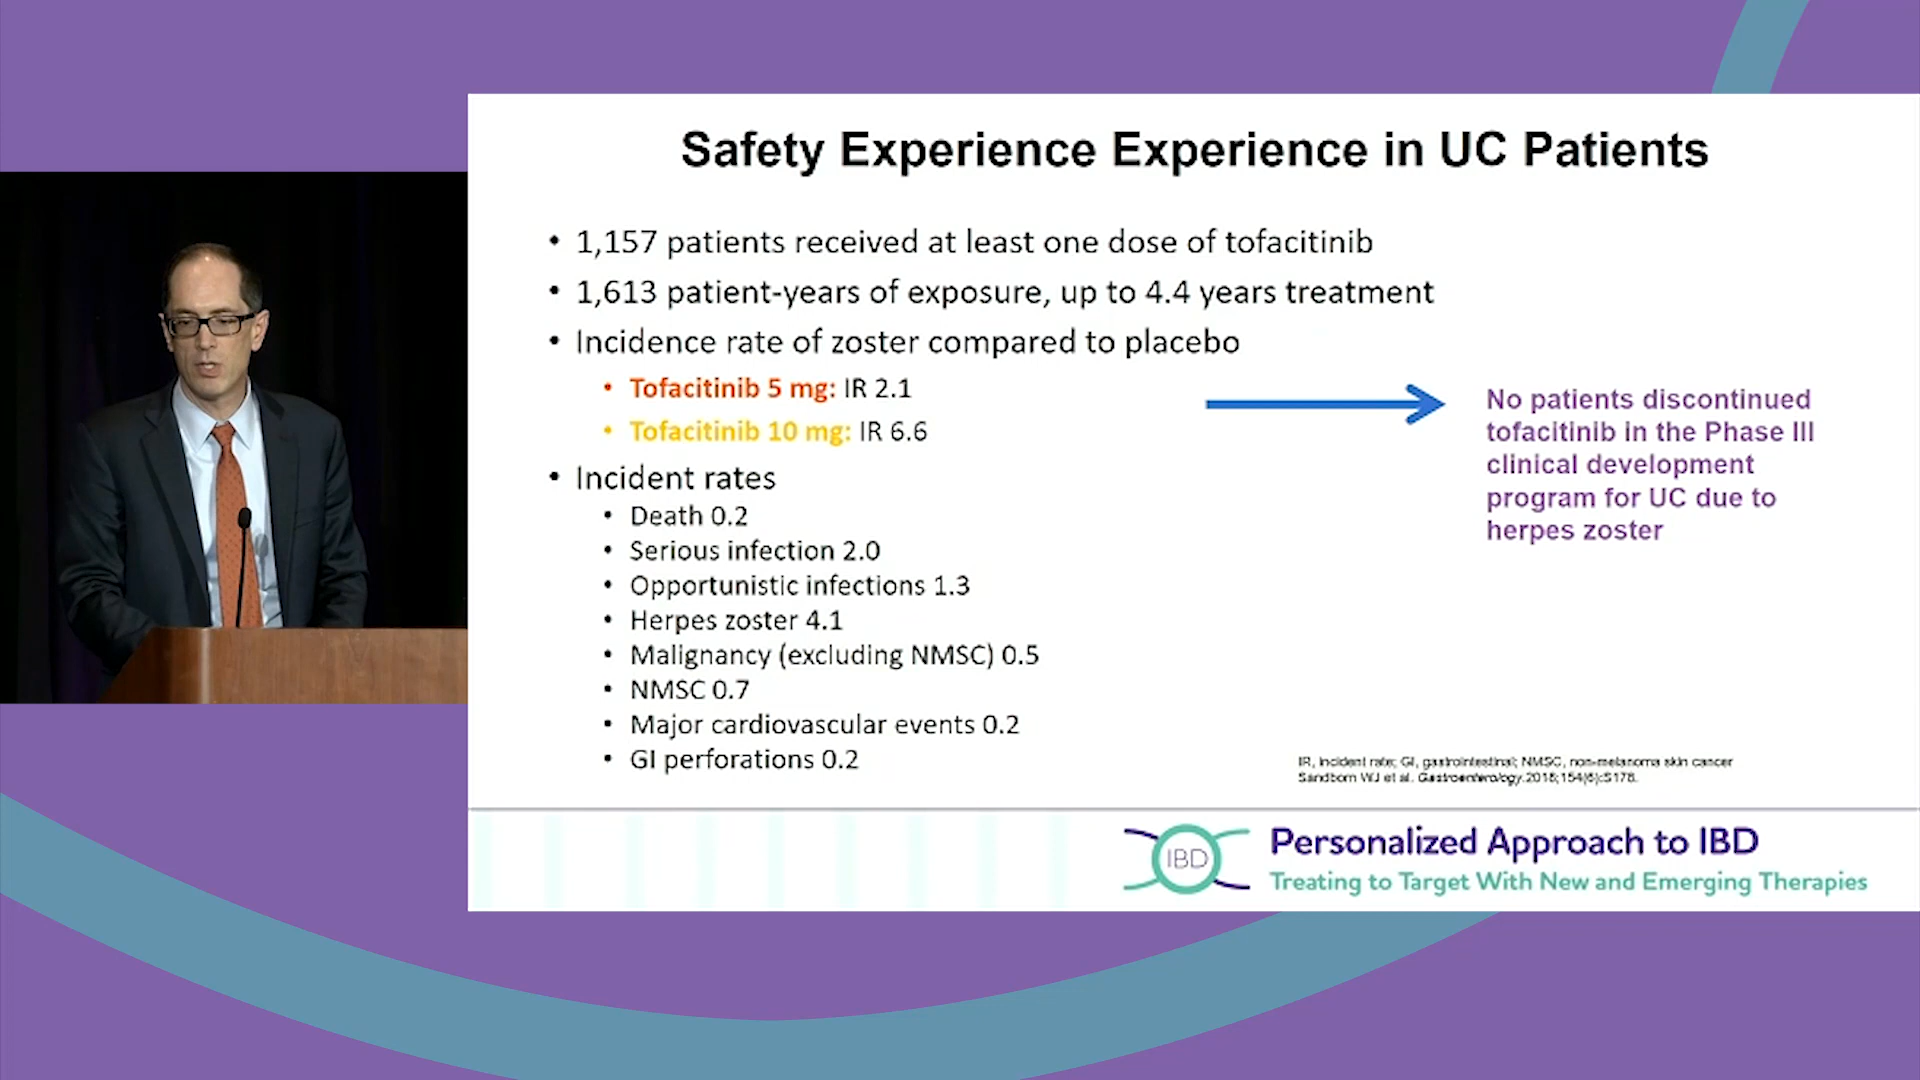 Safety Experience Experience in UC Patients
• 1,157 patients received at least one dose of tofacitinib
• 1,613 patient-years of exposure, up to 4.4 years treatment
• Incidence rate of zoster compared to placebo
• Tofacitinib 5 mg: IR 2.1
• Tofacitinib 10 mg: IR 6.6
• Incident rates
• Death 0.2
• Serious infection 2.0
• Opportunistic infections 1.3
• Herpes zoster 4.1
• Malignancy (excluding NMSC) 0.5
• NMSC 0.7
• Major cardiovascular events 0.2
• GI perforations 0.2
No patients discontinued
tofacitinib in the Phase III
clinical development
program for UC due to
herpes zoster
IR, Incident rate; GI, gastrointestinal; NMSC, non-melanoma skin cancer
Sandborn WJ et al. Gastroenterology.2018;154(6):S178.
IBD
Personalized Approach to IBD
Treating to Target With New and Emerging Therapies